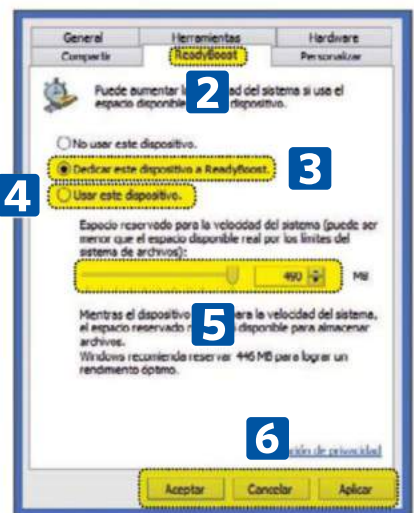 General Herramientas Hardware
Compartir ReadyBoost Personalizar
2
Puede aumentar la velocidad del sistema si usa el
espacio disponible dispositivo.
No usar este dispositivo.
Dedicar este dispositivo a ReadyBoost.
3
4
Usar este dispositivo.
Espacio reservado para la velocidad del sistema (puede ser
menor que el espacio disponible real por los límites del
sistema de archivos):
490 MB
Mientras el dispositivo para la velocidad del sistema,
el espacio reservado disponible para almacenar
archivos.
5
Windows recomienda reservar 446 MB para lograr un
rendimiento óptimo.
6
de privacidad
Aceptar Cancelar Aplicar